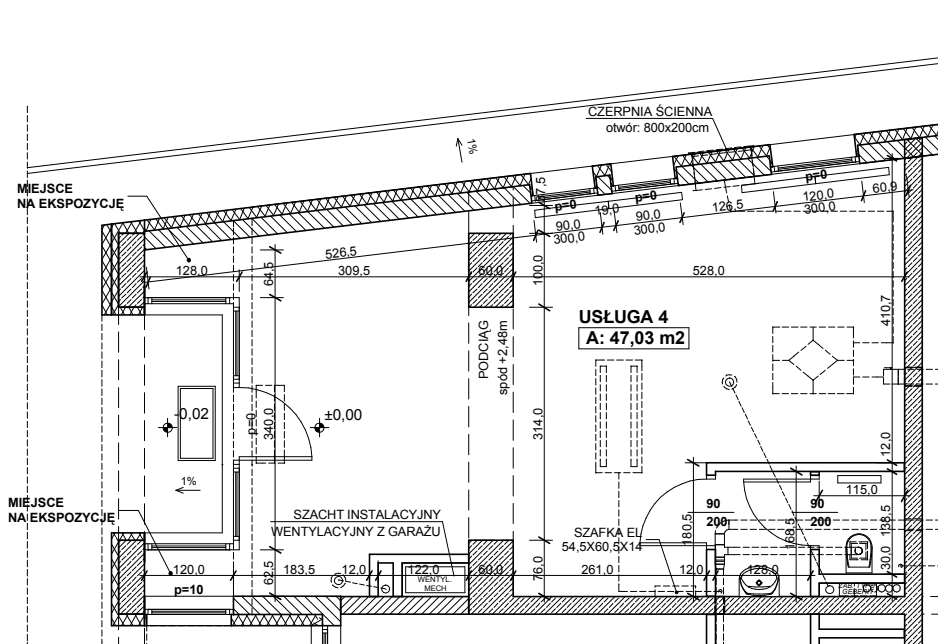 CZERPNIA ŚCIENNA
otwór: 800x200cm
1%
MIEJSCE
NA EKSPOZYCJĘ
7,5
p=0
p=0
p=0
90,0
300,0
19,0
90,0
300,0
126,5
120,0
300,0
60,9
526,5
128,0
64,5
309,5
60,0
100,0
528,0
USŁUGA 4
A: 47,03 m2
410,7
PODCIĄG
spód +2,48m
-0,02
p=0
340,0
±0,00
314,0
12,0
1%
MIEJSCE
NA EKSPOZYCJĘ
SZACHT INSTALACYJNY
WENTYLACYJNY Z GARAŻU
SZAFKA EL
54,5X60,5X14
180,5
90
200
168,5
90
200
115,0
138,5
120,0
p=10
62,5
183,5
12,0
122,0
WENTYL.
MECH
60,0
76,0
261,0
12,0
128,0
30,0